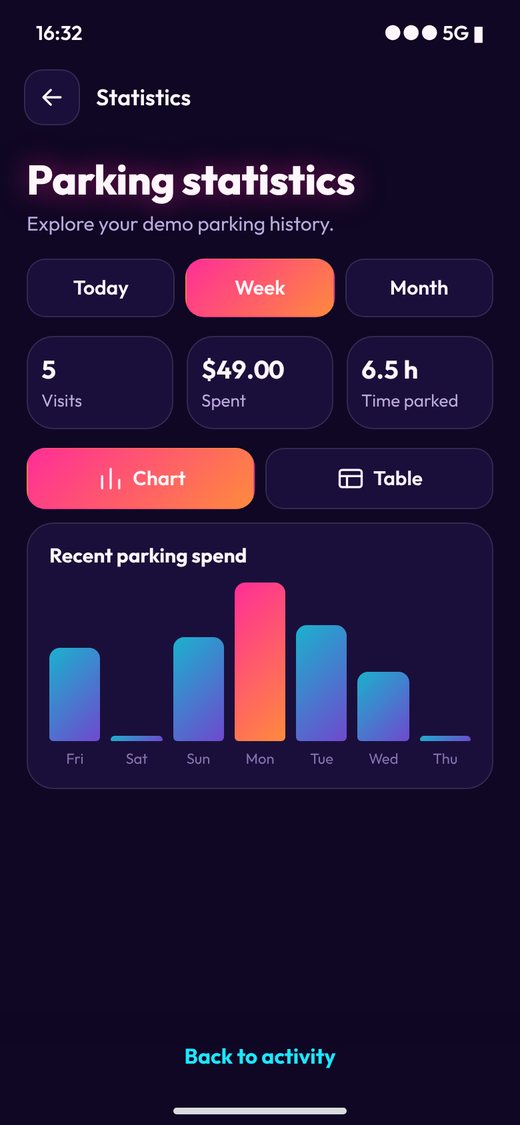 16:32 5G
Statistics
Parking statistics
Explore your demo parking history.
Today Week Month
5 $49.00 6.5 h
Visits Spent Time parked
Chart Table
Recent parking spend
Fri Sat Sun Mon Tue Wed Thu
Back to activity